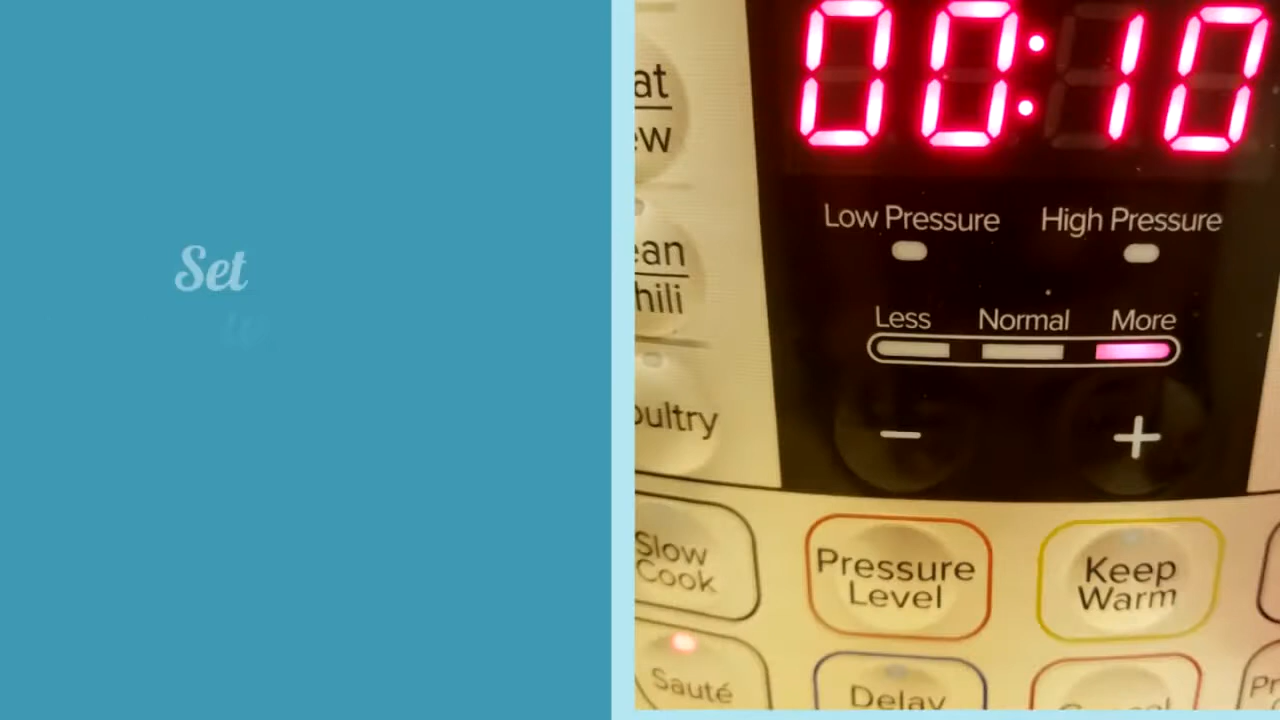 Set
00:10
at
ew
Low Pressure High Pressure
ean
hili
Less Normal More
oultry
- +
Slow
Cook
Pressure
Level
Keep
Warm
Sauté
Delay
Pr